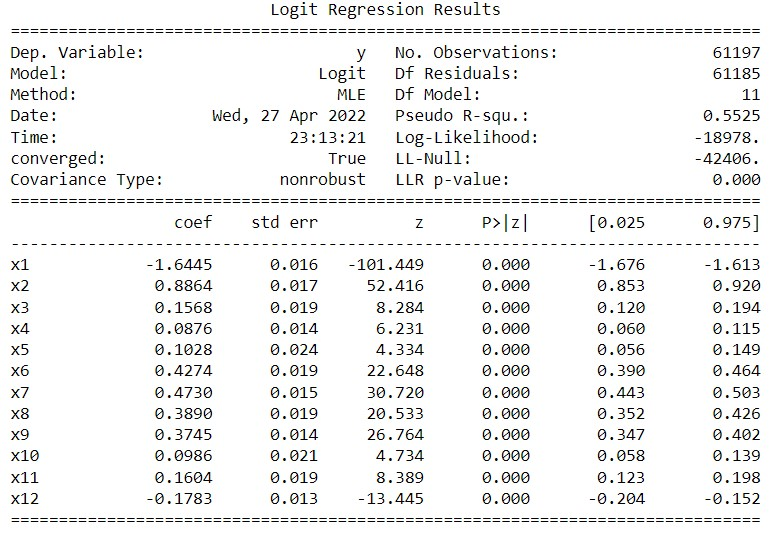 Logit Regression Results
==============================================================================
Dep. Variable:                      y   No. Observations:                61197
Model:                          Logit   Df Residuals:                    61185
Method:                           MLE   Df Model:                           11
Date:                Wed, 27 Apr 2022   Pseudo R-squ.:                  0.5525
Time:                        23:13:21   Log-Likelihood:                -18978.
converged:                       True   LL-Null:                       -42406.
Covariance Type:            nonrobust   LLR p-value:                     0.000
==============================================================================
                 coef    std err          z      P>|z|      [0.025      0.975]
------------------------------------------------------------------------------
x1            -1.6445      0.016   -101.449      0.000      -1.676      -1.613
x2             0.8864      0.017     52.416      0.000       0.853       0.920
x3             0.1568      0.019      8.284      0.000       0.120       0.194
x4             0.0876      0.014      6.231      0.000       0.060       0.115
x5             0.1028      0.024      4.334      0.000       0.056       0.149
x6             0.4274      0.019     22.648      0.000       0.390       0.464
x7             0.4730      0.015     30.720      0.000       0.443       0.503
x8             0.3890      0.019     20.533      0.000       0.352       0.426
x9             0.3745      0.014     26.764      0.000       0.347       0.402
x10            0.0986      0.021      4.734      0.000       0.058       0.139
x11            0.1604      0.019      8.389      0.000       0.123       0.198
x12           -0.1783      0.013    -13.445      0.000      -0.204      -0.152
==============================================================================